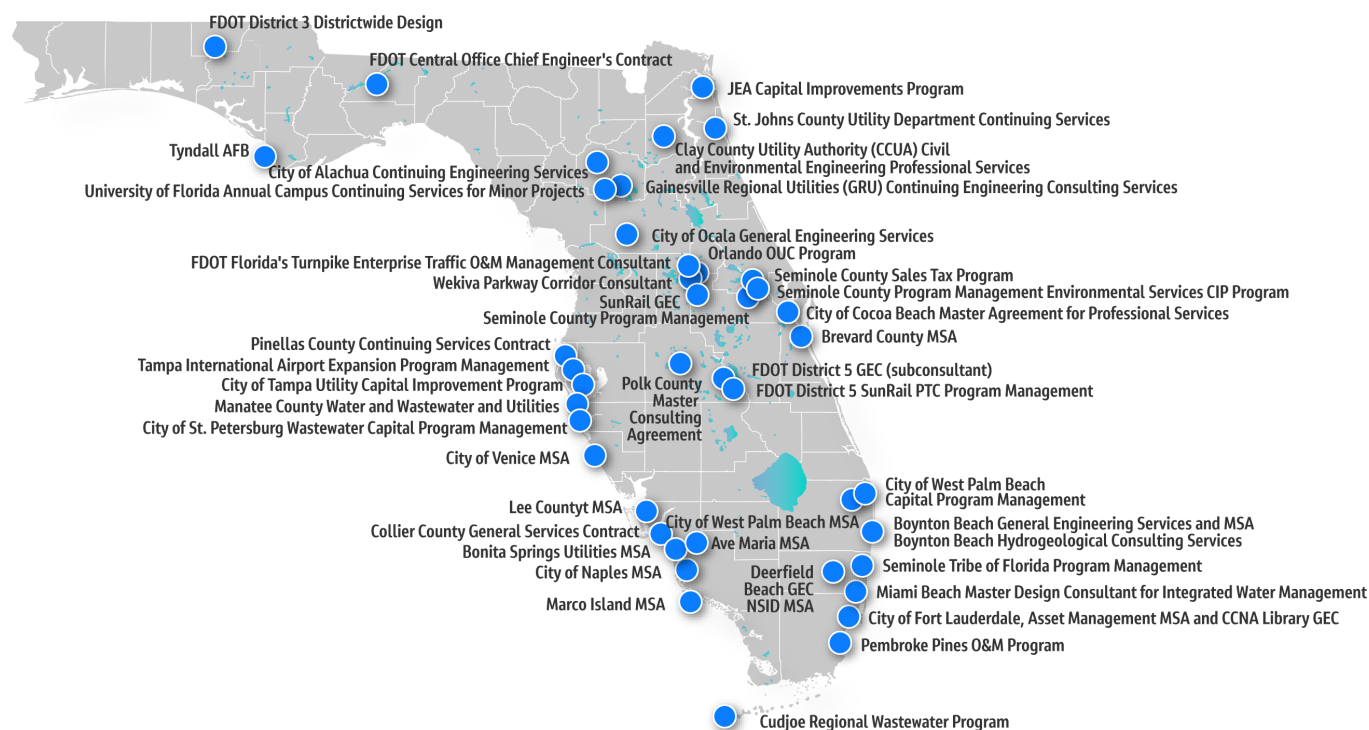 FDOT District 3 Districtwide Design
FDOT Central Office Chief Engineer's Contract
JEA Capital Improvements Program
St. Johns County Utility Department Continuing Services
Tyndall AFB
Clay County Utility Authority (CCUA) Civil
and Environmental Engineering Professional Services
City of Alachua Continuing Engineering Services
University of Florida Annual Campus Continuing Services for Minor Projects
Gainesville Regional Utilities (GRU) Continuing Engineering Consulting Services
City of Ocala General Engineering Services
Orlando OUC Program
FDOT Florida's Turnpike Enterprise Traffic O&M Management Consultant
Seminole County Sales Tax Program
Wekiva Parkway Corridor Consultant
Seminole County Program Management Environmental Services CIP Program
SunRail GEC
City of Cocoa Beach Master Agreement for Professional Services
Seminole County Program Management
Brevard County MSA
Pinellas County Continuing Services Contract
Tampa International Airport Expansion Program Management
City of Tampa Utility Capital Improvement Program
Manatee County Water and Wastewater and Utilities
City of St. Petersburg Wastewater Capital Program Management
Polk County
Master
Consulting
Agreement
FDOT District 5 GEC (subconsultant)
FDOT District 5 SunRail PTC Program Management
City of Venice MSA
City of West Palm Beach
Capital Program Management
Lee Countyt MSA
City of West Palm Beach MSA
Collier County General Services Contract
Boynton Beach General Engineering Services and MSA
Boynton Beach Hydrogeological Consulting Services
Ave Maria MSA
Bonita Springs Utilities MSA
City of Naples MSA
Deerfield
Beach GEC
NSID MSA
Seminole Tribe of Florida Program Management
Miami Beach Master Design Consultant for Integrated Water Management
Marco Island MSA
City of Fort Lauderdale, Asset Management MSA and CCNA Library GEC
Pembroke Pines O&M Program
Cudjoe Regional Wastewater Program